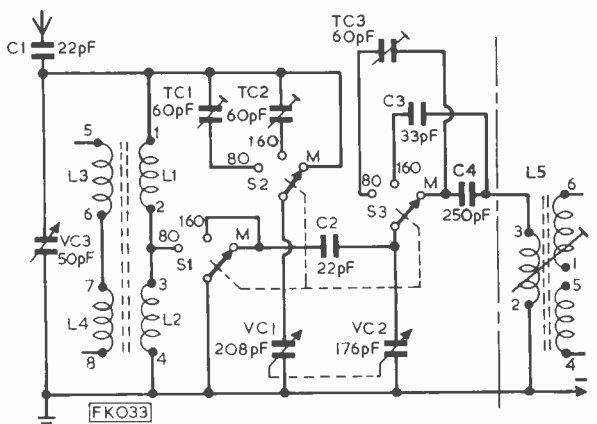 C1 22pF
TC3
60pF
TC1
60pF
TC2
60pF
C3
33pF
5
1
160
L3
L1
80
M
S2
160
80
M
C4
250pF
L5
6
6
2
VC3
50pF
80
160
M
S1
C2
22pF
S3
3
1
5
7
3
2
L4
L2
VC1
208pF
VC2
176pF
8
4
4
FKO33